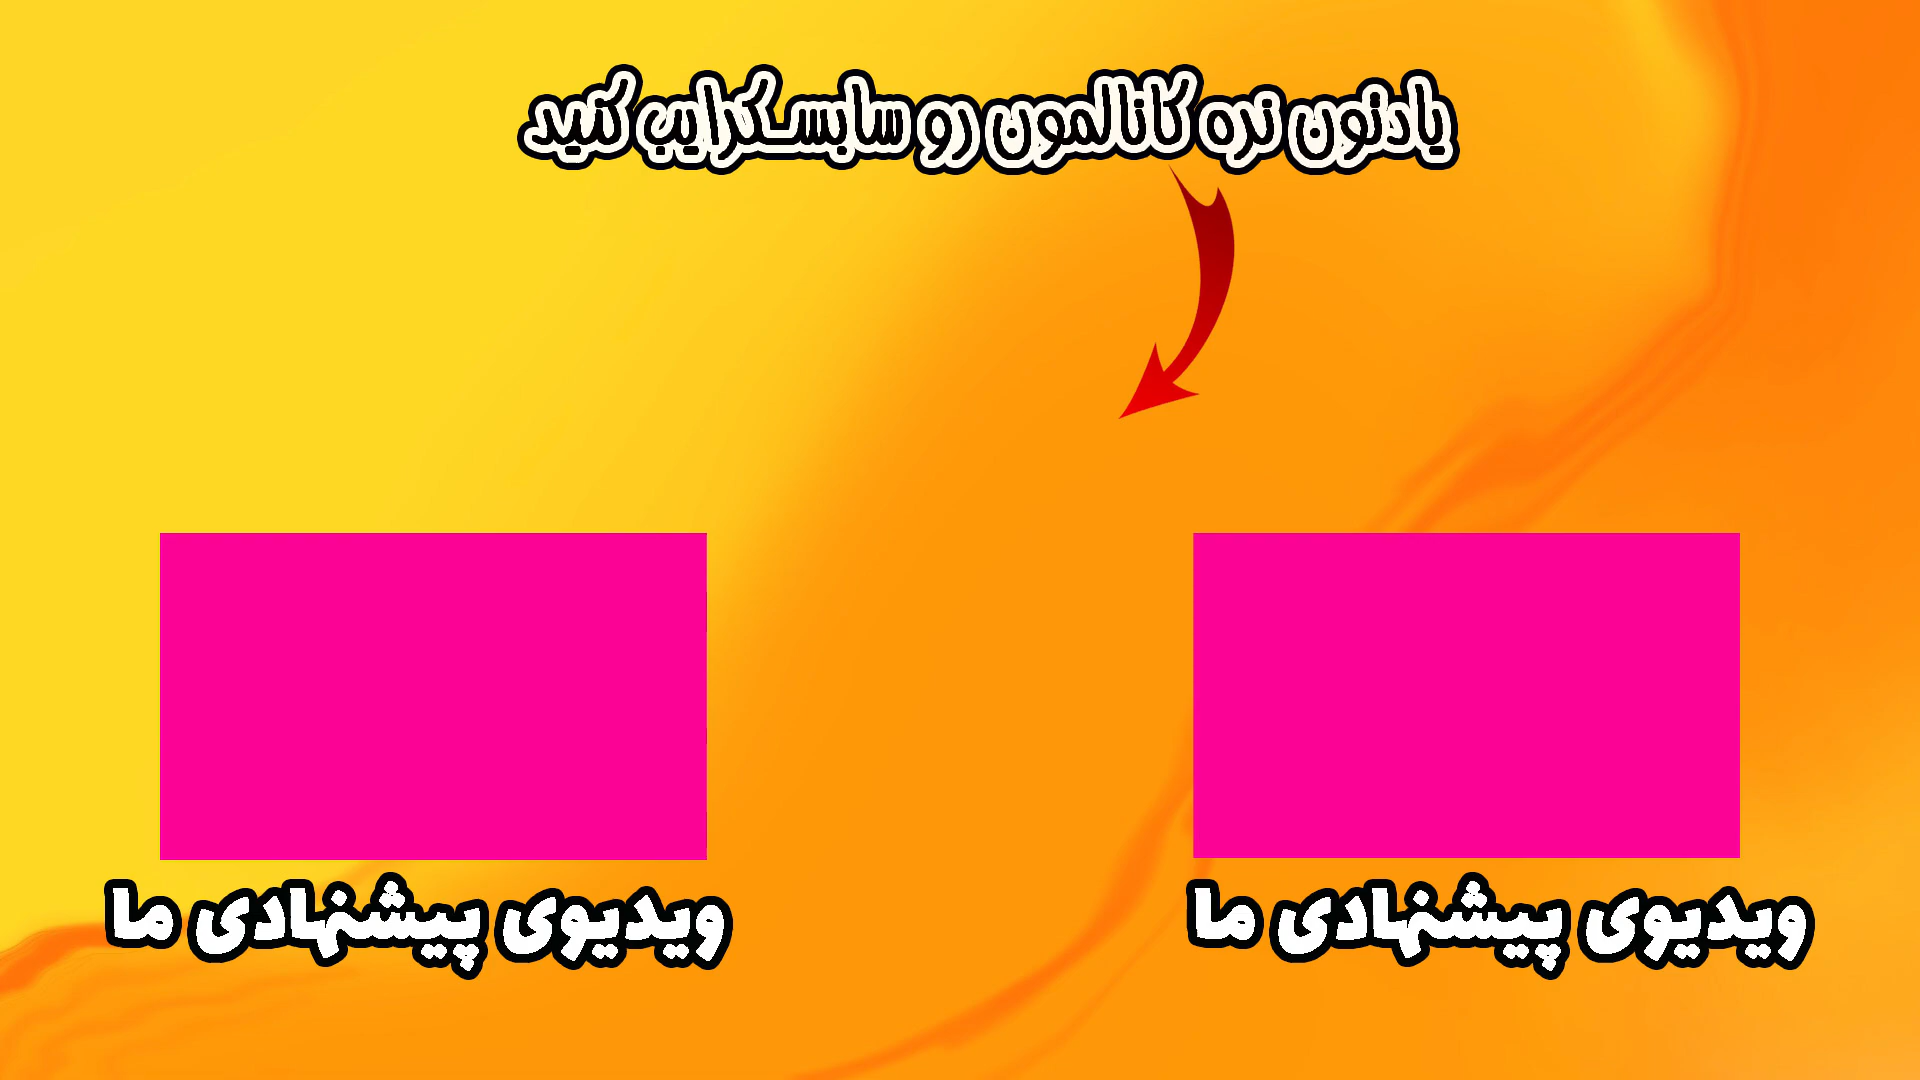 یادتون نره کانالمون رو سابسکرایب کنید
ویدیوی پیشنهادی ما
ویدیوی پیشنهادی ما